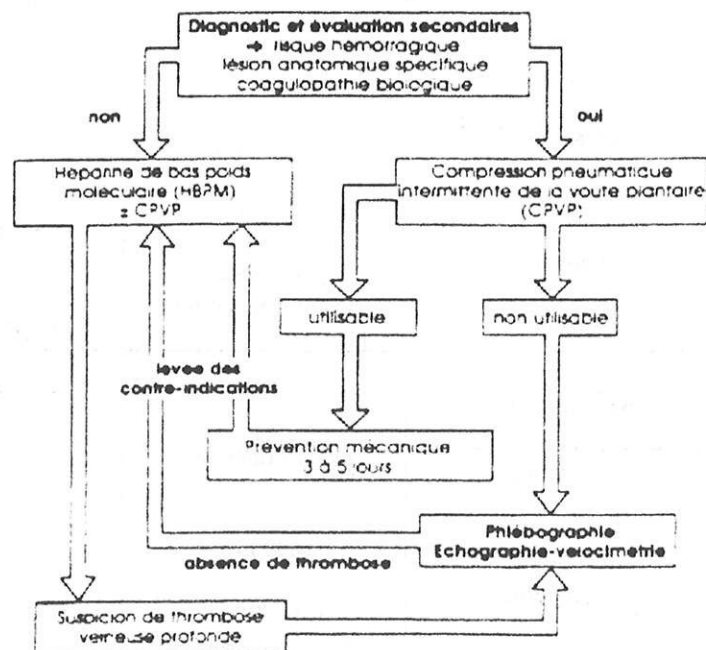 Diagnostic et évaluation secondaires
➔ risque hémorragique
lésion anatomique spécifique
coagulopathie biologique
non
oui
Héparine de bas poids
moléculaire (HBPM)
± CPVP
Compression pneumatique
intermittente de la voute plantaire
(CPVP)
utilisable
non utilisable
levée des
contre-indications
Prévention mécanique
3 à 5 jours
Phlébographie
Echographie-vélocimétrie
absence de thrombose
Suspicion de thrombose
veineuse profonde